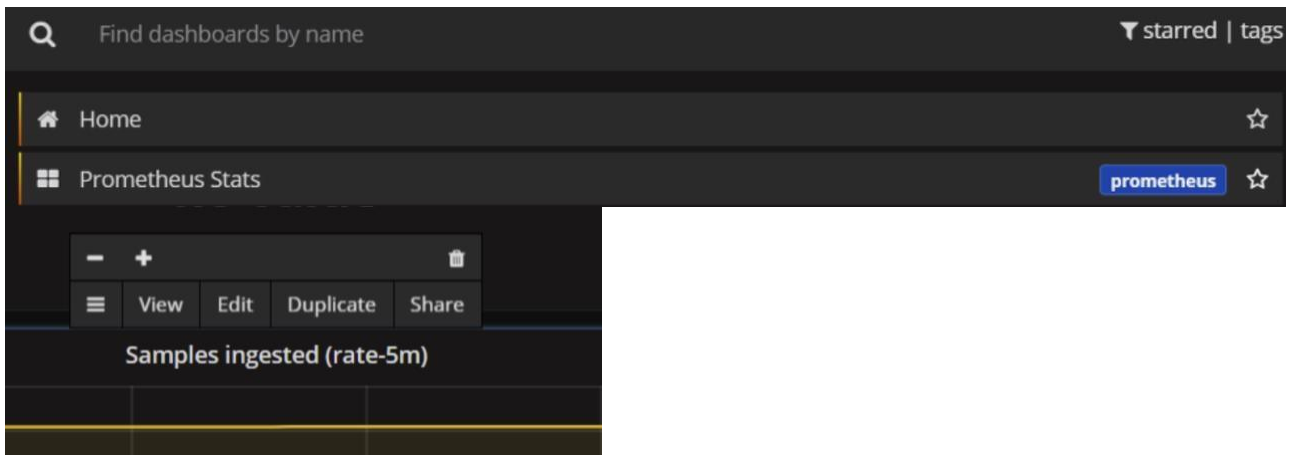 Find dashboards by name starred | tags
Home
Prometheus Stats prometheus
View Edit Duplicate Share
Samples ingested (rate-5m)